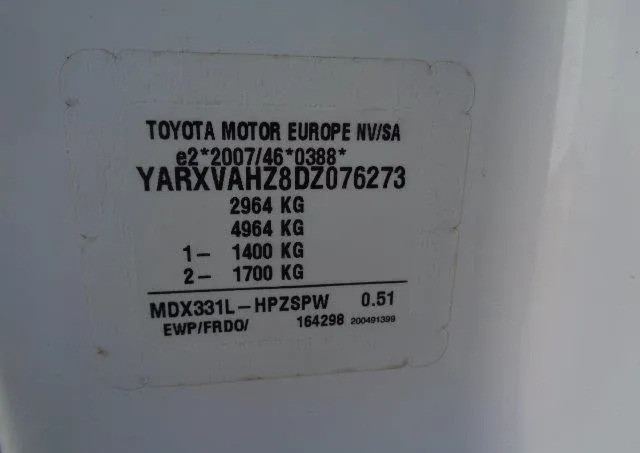 TOYOTA MOTOR EUROPE NV/SA
e2*2007/46*0388*
YARXVAHZ8DZ076273
2964 KG
4964 KG
1- 1400 KG
2- 1700 KG
MDX331L-HPZSPW 0.51
EWP/FRDO/ 164298 200491399